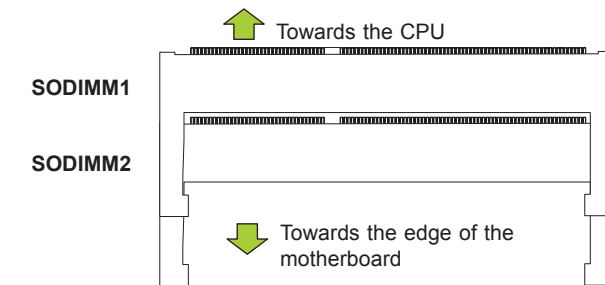 Towards the CPU
SODIMM1
SODIMM2
Towards the edge of the
motherboard